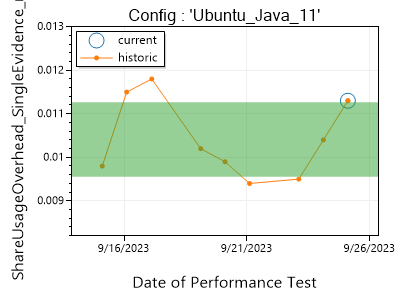 Config : 'Ubuntu_Java_11'
current
historic
0.013
0.012
0.011
0.01
0.009
9/16/2023
9/21/2023
9/26/2023
Date of Performance Test
ShareUsageOverhead_SingleEvidence_